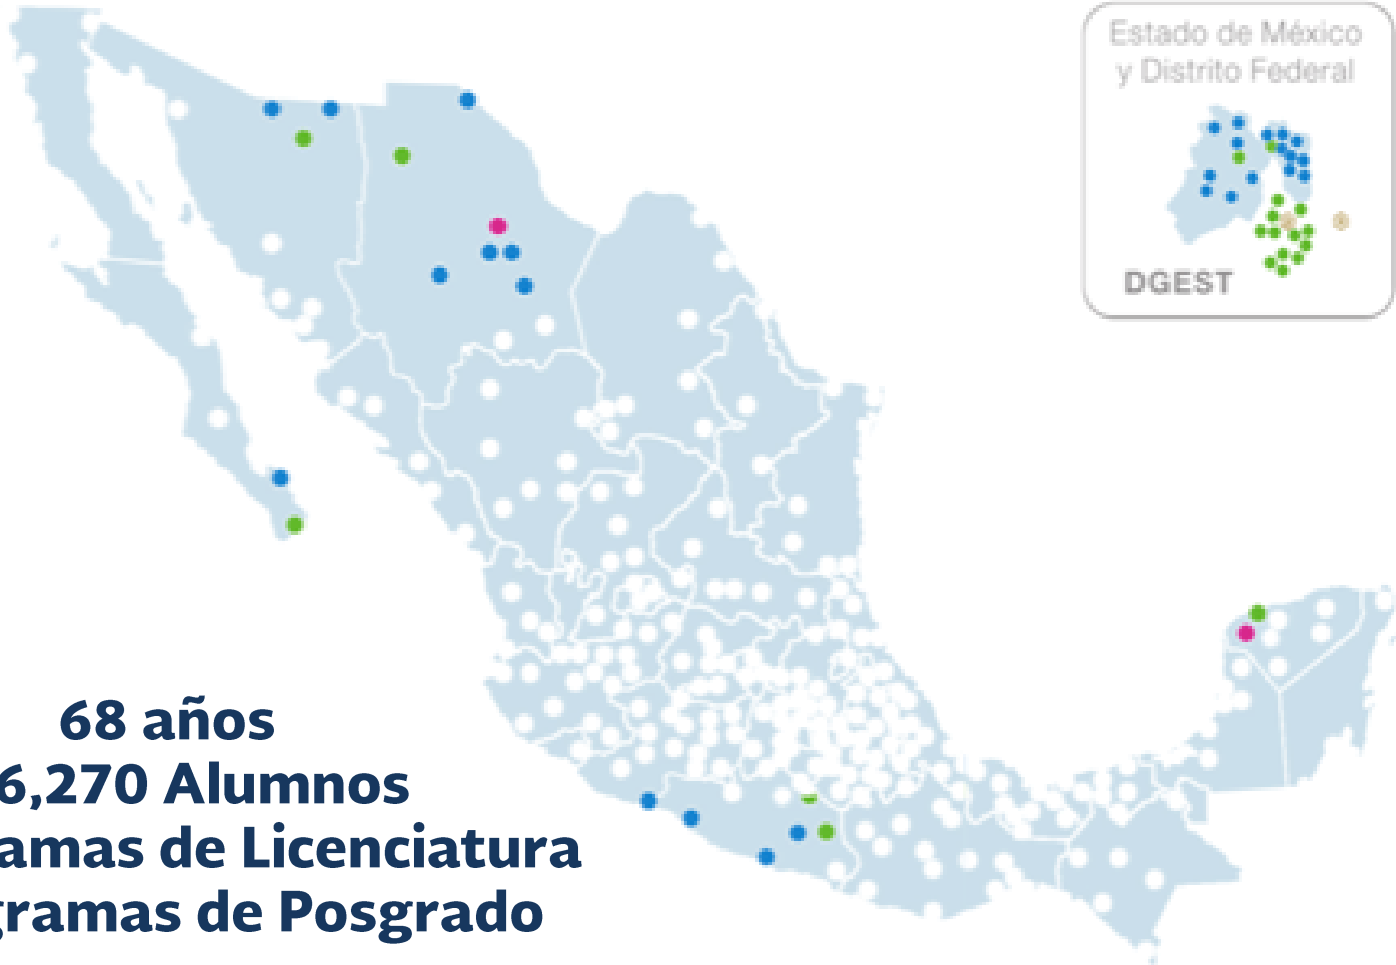 Estado de México
y Distrito Federal
DGEST
68 años
6,270 Alumnos
amas de Licenciatura
gramas de Posgrado